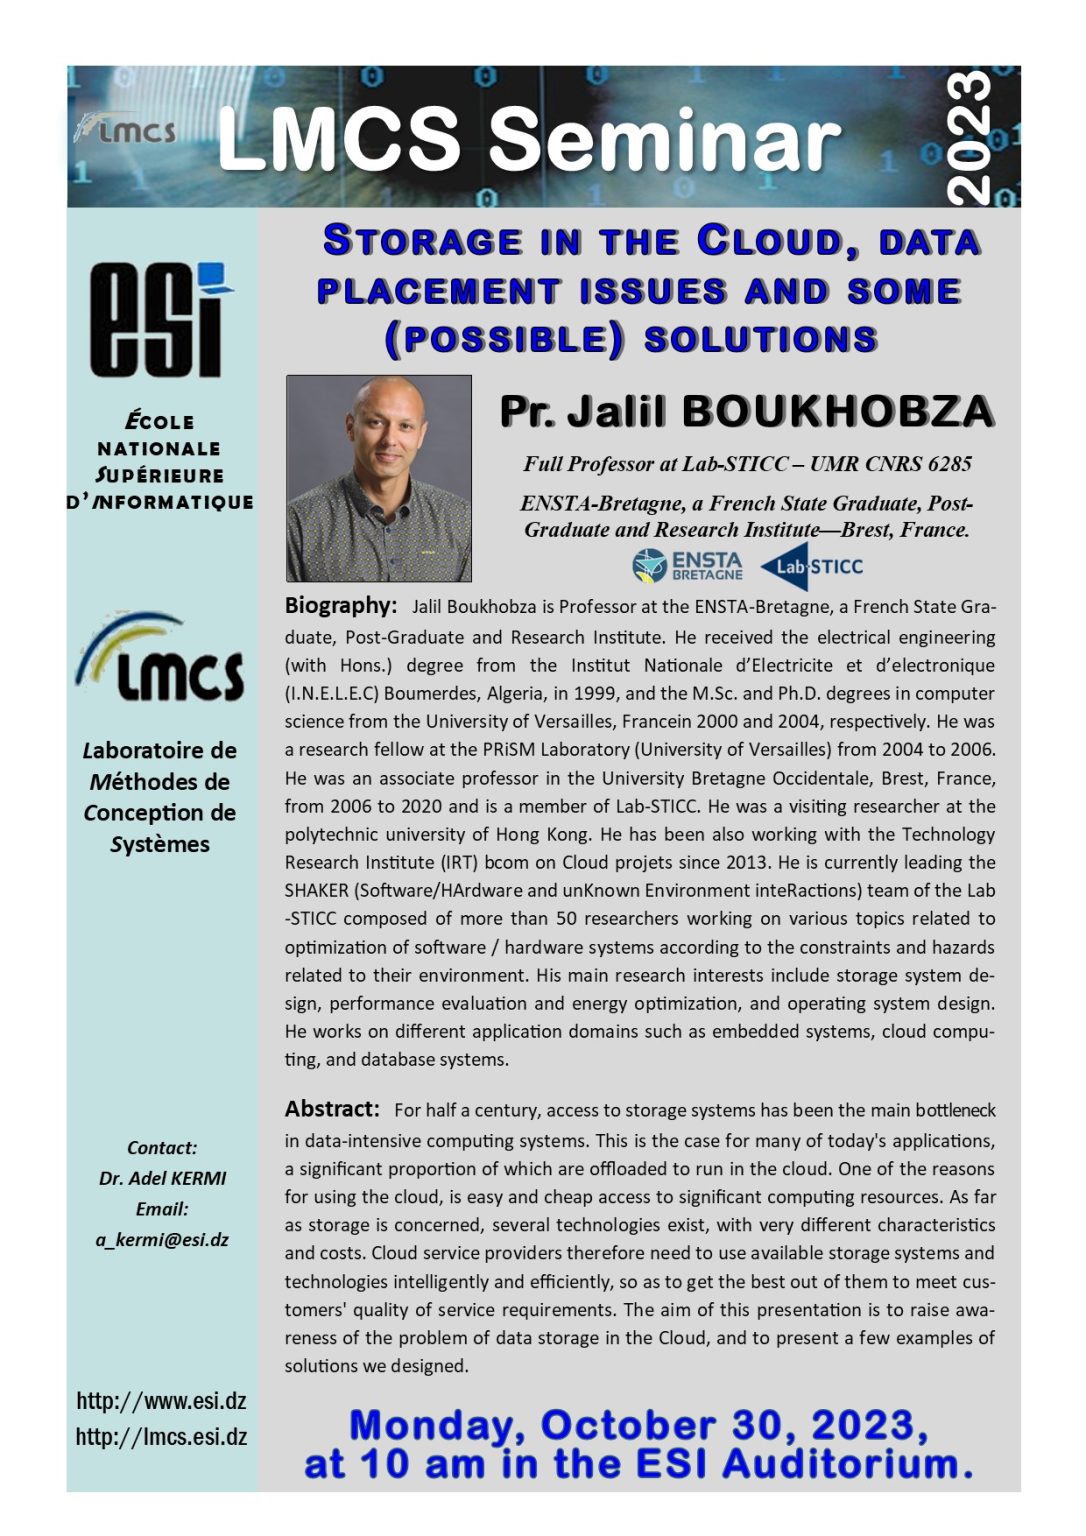 lmcs
LMCS Seminar
2023
esi
École
nationale
Supérieure
d'Informatique
LMCS
Laboratoire de
Méthodes de
Conception de
Systèmes
Contact:
Dr. Adel KERMI
Email:
a_kermi@esi.dz
http://www.esi.dz
http://lmcs.esi.dz
Storage in the Cloud, data
placement issues and some
(possible) solutions
Pr. Jalil BOUKHOBZA
Full Professor at Lab-STICC – UMR CNRS 6285
ENSTA-Bretagne, a French State Graduate, Post-
Graduate and Research Institute—Brest, France.
ENSTA
BRETAGNE
Lab-STICC
Biography: Jalil Boukhobza is Professor at the ENSTA-Bretagne, a French State Gra-
duate, Post-Graduate and Research Institute. He received the electrical engineering
(with Hons.) degree from the Institut Nationale d'Electricite et d'electronique
(I.N.E.L.E.C) Boumerdes, Algeria, in 1999, and the M.Sc. and Ph.D. degrees in computer
science from the University of Versailles, Francein 2000 and 2004, respectively. He was
a research fellow at the PRiSM Laboratory (University of Versailles) from 2004 to 2006.
He was an associate professor in the University Bretagne Occidentale, Brest, France,
from 2006 to 2020 and is a member of Lab-STICC. He was a visiting researcher at the
polytechnic university of Hong Kong. He has been also working with the Technology
Research Institute (IRT) bcom on Cloud projets since 2013. He is currently leading the
SHAKER (Software/HArdware and unKnown Environment inteRactions) team of the Lab
-STICC composed of more than 50 researchers working on various topics related to
optimization of software / hardware systems according to the constraints and hazards
related to their environment. His main research interests include storage system de-
sign, performance evaluation and energy optimization, and operating system design.
He works on different application domains such as embedded systems, cloud compu-
ting, and database systems.
Abstract: For half a century, access to storage systems has been the main bottleneck
in data-intensive computing systems. This is the case for many of today's applications,
a significant proportion of which are offloaded to run in the cloud. One of the reasons
for using the cloud, is easy and cheap access to significant computing resources. As far
as storage is concerned, several technologies exist, with very different characteristics
and costs. Cloud service providers therefore need to use available storage systems and
technologies intelligently and efficiently, so as to get the best out of them to meet cus-
tomers' quality of service requirements. The aim of this presentation is to raise awa-
reness of the problem of data storage in the Cloud, and to present a few examples of
solutions we designed.
Monday, October 30, 2023,
at 10 am in the ESI Auditorium.